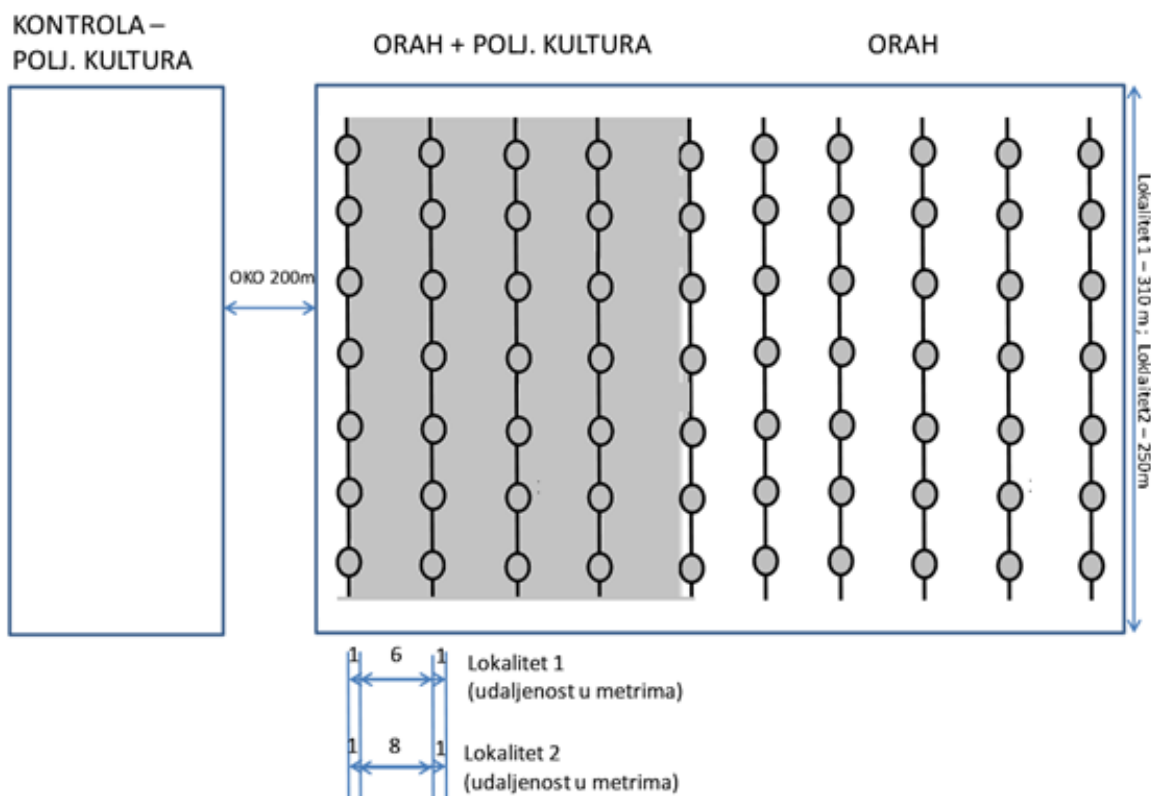 KONTROLA –
POLJ. KULTURA
ORAH + POLJ. KULTURA
ORAH
OKO 200m
Lokalitet 1 – 310 m ; Loklaitet2 – 250m
1 6 1
Lokalitet 1
(udaljenost u metrima)
1 8 1
Lokalitet 2
(udaljenost u metrima)